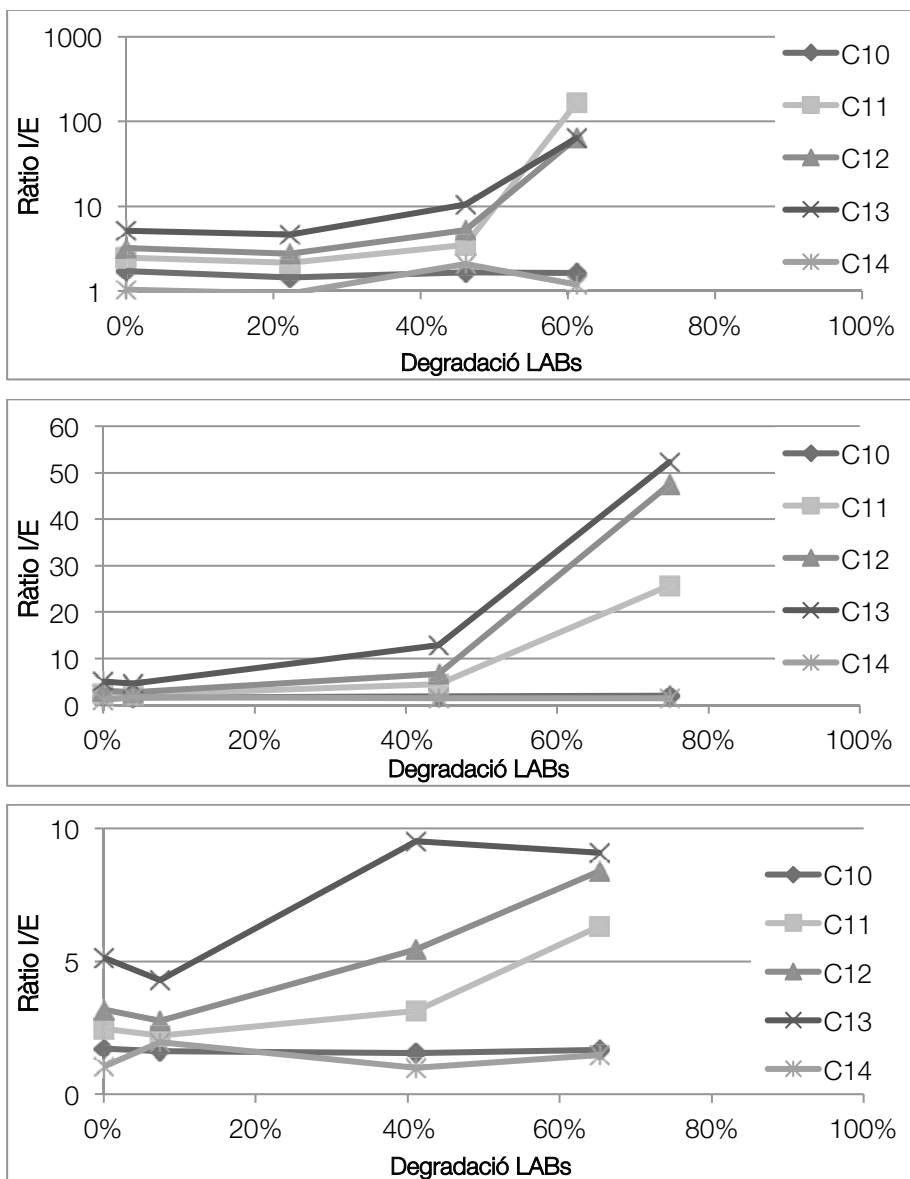 1000
100
10
1
Ràtio I/E
0% 20% 40% 60% 80% 100%
Degradació LABs
C10
C11
C12
C13
C14
60
50
40
30
20
10
0
Ràtio I/E
0% 20% 40% 60% 80% 100%
Degradació LABs
C10
C11
C12
C13
C14
10
5
0
Ràtio I/E
0% 20% 40% 60% 80% 100%
Degradació LABs
C10
C11
C12
C13
C14